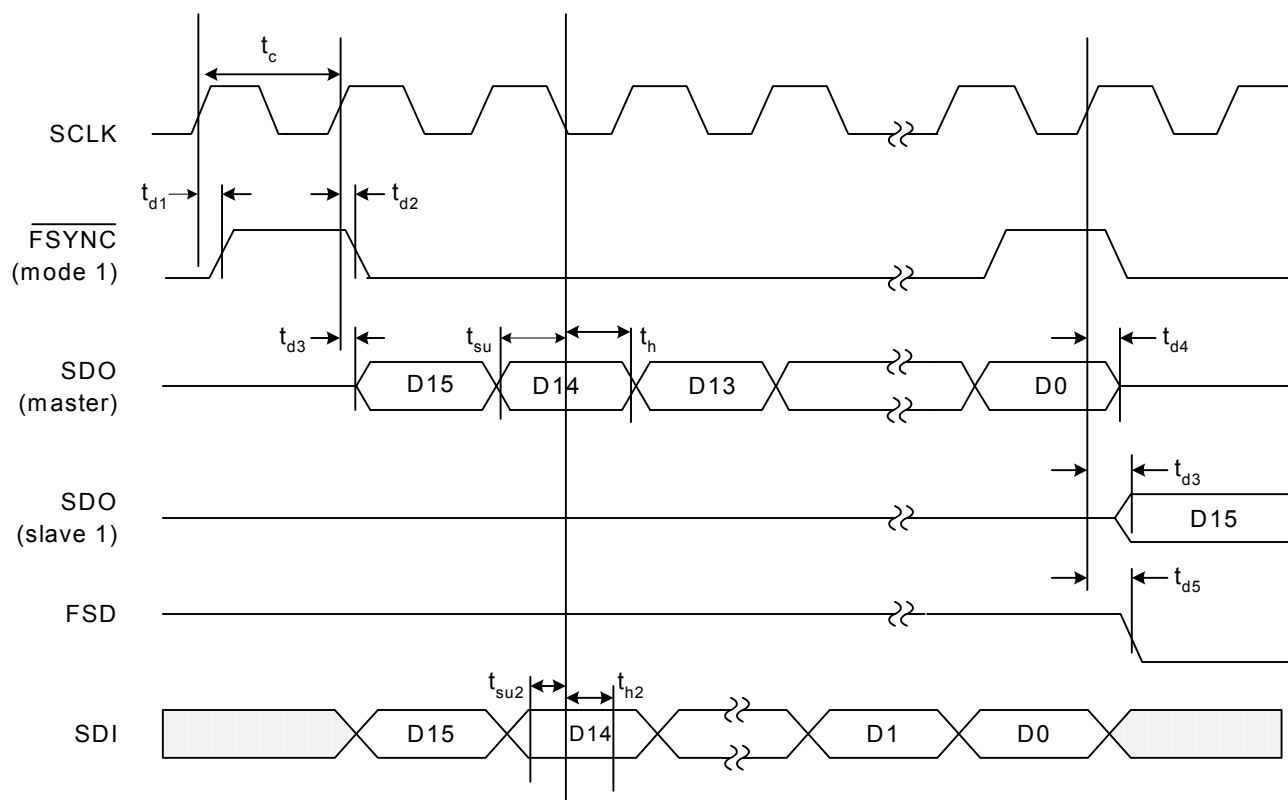 t_c
SCLK
t_d1
t_d2
FSYNC
(mode 1)
t_d3
t_su
t_h
t_d4
SDO
(master)
D15
D14
D13
D0
t_d3
SDO
(slave 1)
D15
t_d5
FSD
t_su2
t_h2
SDI
D15
D14
D1
D0